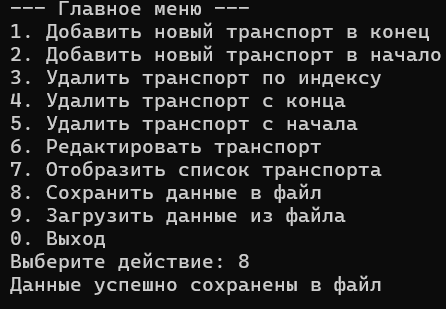 --- Главное меню ---
1. Добавить новый транспорт в конец
2. Добавить новый транспорт в начало
3. Удалить транспорт по индексу
4. Удалить транспорт с конца
5. Удалить транспорт с начала
6. Редактировать транспорт
7. Отобразить список транспорта
8. Сохранить данные в файл
9. Загрузить данные из файла
0. Выход
Выберите действие: 8
Данные успешно сохранены в файл